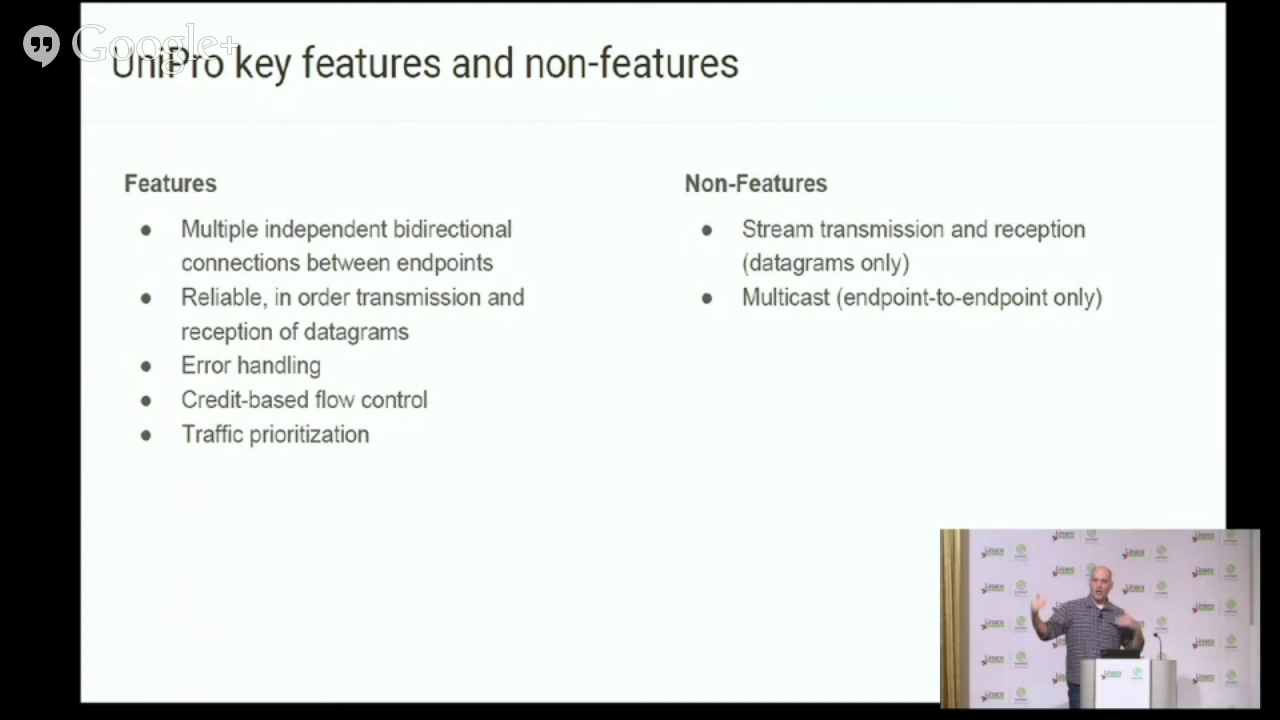 Google+
UniPro key features and non-features
Features
● Multiple independent bidirectional
connections between endpoints
● Reliable, in order transmission and
reception of datagrams
● Error handling
● Credit-based flow control
● Traffic prioritization
Non-Features
● Stream transmission and reception
(datagrams only)
● Multicast (endpoint-to-endpoint only)
Linaro